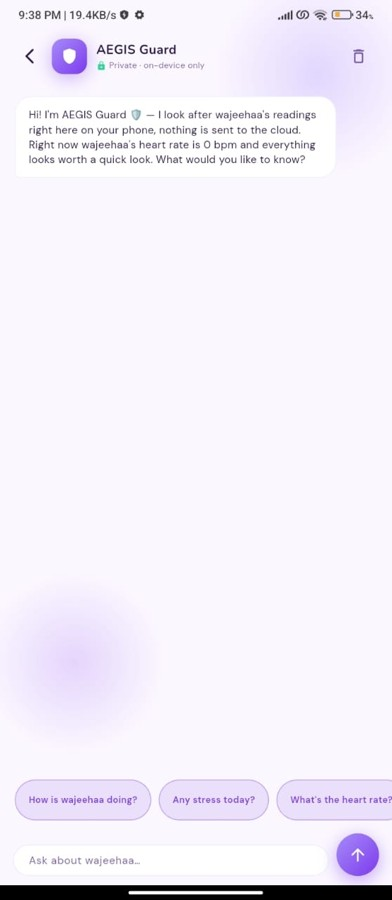 9:38 PM | 19.4KB/s
34%
AEGIS Guard
Private · on-device only
Hi! I'm AEGIS Guard 🛡️ — I look after wajeehaa's readings
right here on your phone, nothing is sent to the cloud.
Right now wajeehaa's heart rate is 0 bpm and everything
looks worth a quick look. What would you like to know?
How is wajeehaa doing?
Any stress today?
What's the heart rate?
Ask about wajeehaa…